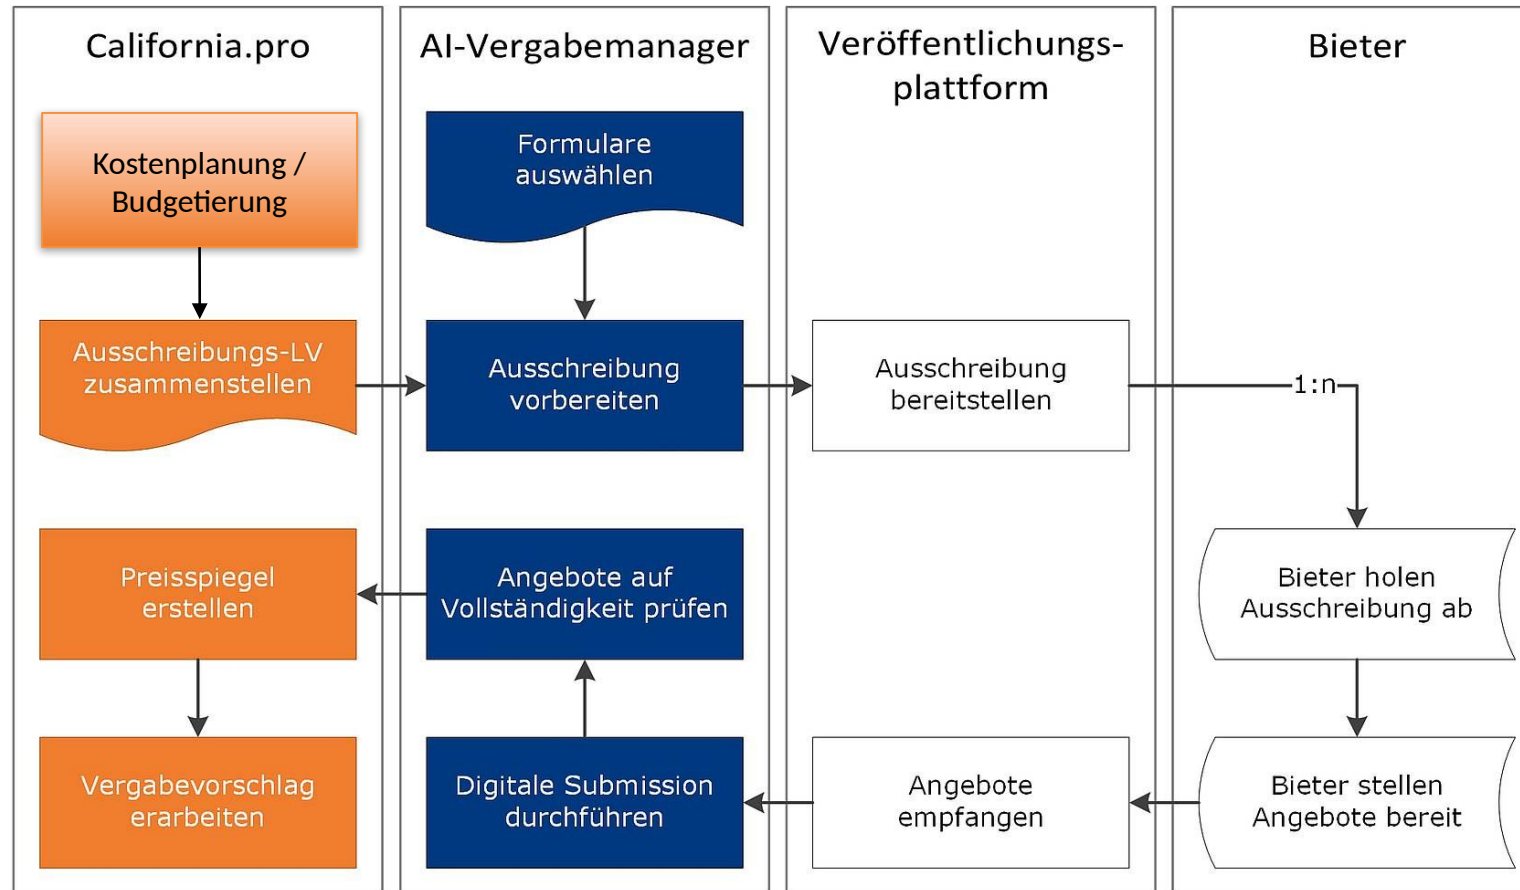 California.pro
AI-Vergabemanager
Veröffentlichungs-
plattform
Bieter
Kostenplanung /
Budgetierung
Formulare
auswählen
Ausschreibungs-LV
zusammenstellen
Ausschreibung
vorbereiten
Ausschreibung
bereitstellen
1:n
Preisspiegel
erstellen
Angebote auf
Vollständigkeit prüfen
Bieter holen
Ausschreibung ab
Vergabevorschlag
erarbeiten
Digitale Submission
durchführen
Angebote
empfangen
Bieter stellen
Angebote bereit